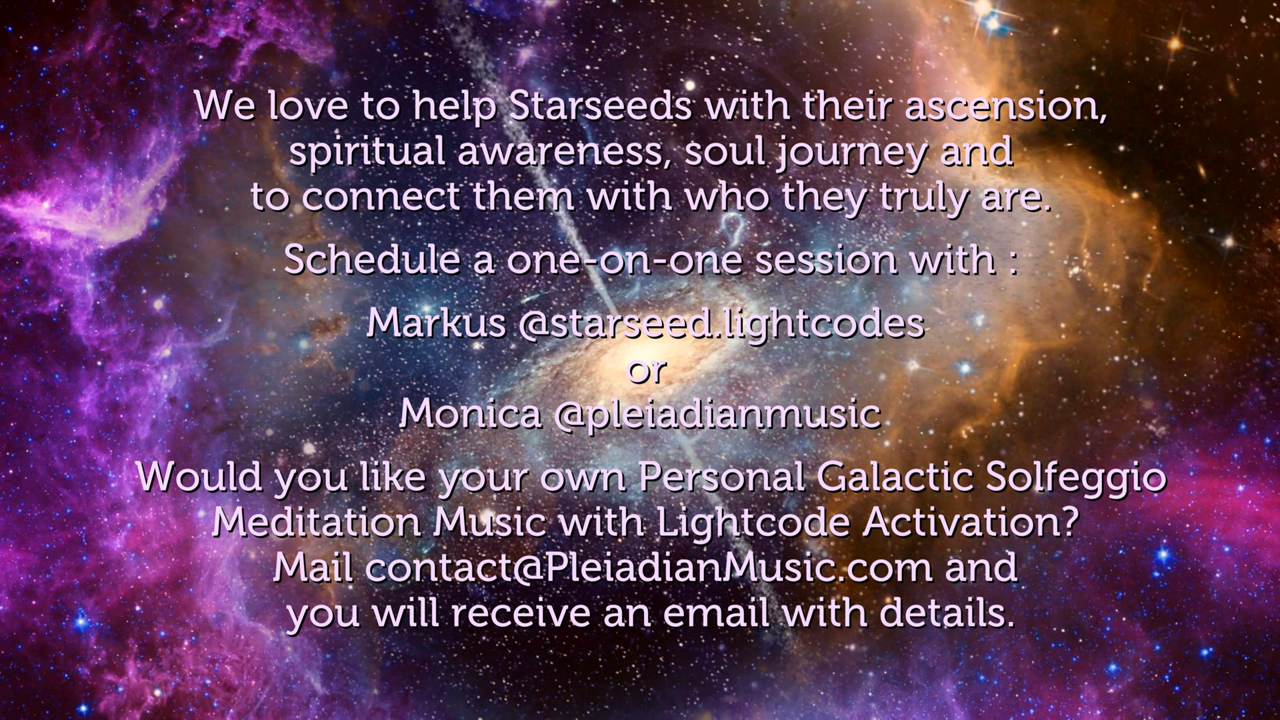 We love to help Starseeds with their ascension,
spiritual awareness, soul journey and
to connect them with who they truly are.
Schedule a one-on-one session with :
Markus @starseed.lightcodes
or
Monica @pleiadianmusic
Would you like your own Personal Galactic Solfeggio
Meditation Music with Lightcode Activation?
Mail contact@PleiadianMusic.com and
you will receive an email with details.